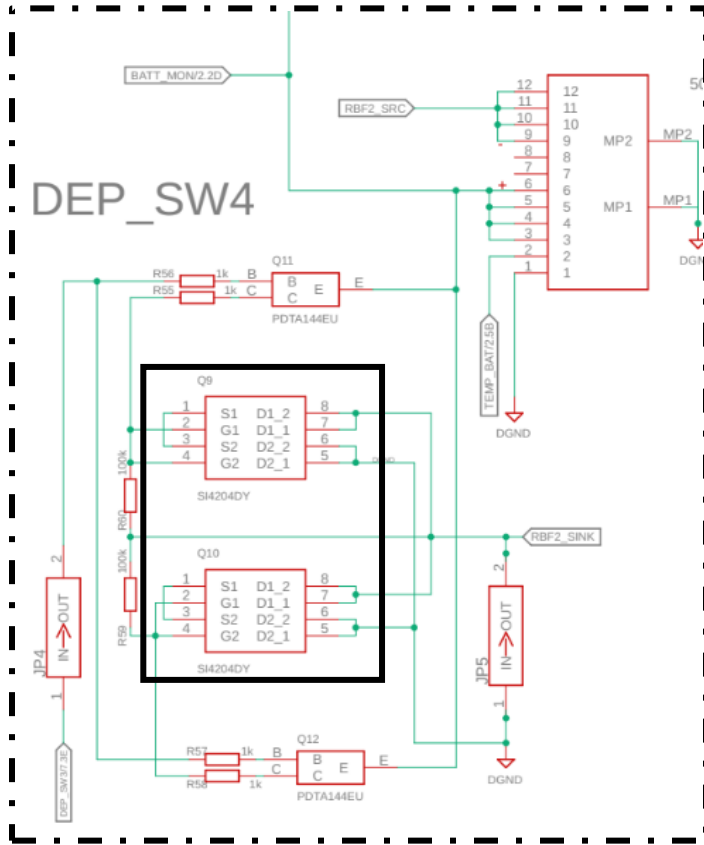 BATT_MON/2.2D
RBF2_SRC
50
12 12
11 11
10 10
9 9 MP2 MP2
- 8 8
7 7
+ 6 6
5 5 MP1 MP1
4 4
3 3
2 2
1 1
DGN
DEP_SW4
Q11
R56 1k B B E E
R55 1k C C
PDTA144EU
TEMP_BAT/2.5B
DGND
Q9
1 S1 D1_2 8
2 G1 D1_1 7
3 S2 D2_2 6
4 G2 D2_1 5
SI4204DY
100k
R60
RBF2_SINK
Q10
100k
R59
1 S1 D1_2 8
2 G1 D1_1 7
3 S2 D2_2 6
4 G2 D2_1 5
SI4204DY
2
OUT
IN
JP4
1
2
OUT
IN
JP5
1
Q12
R57 1k B B E E
R58 1k C C
PDTA144EU
DGND
DEP_SW3/7.3E